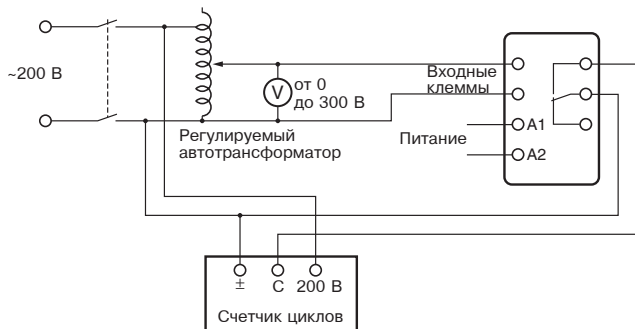 ~200 В
V
от 0
до 300 В
Регулируемый
автотрансформатор
Входные
клеммы
A1
Питание
A2
±
C
200 В
Счетчик циклов